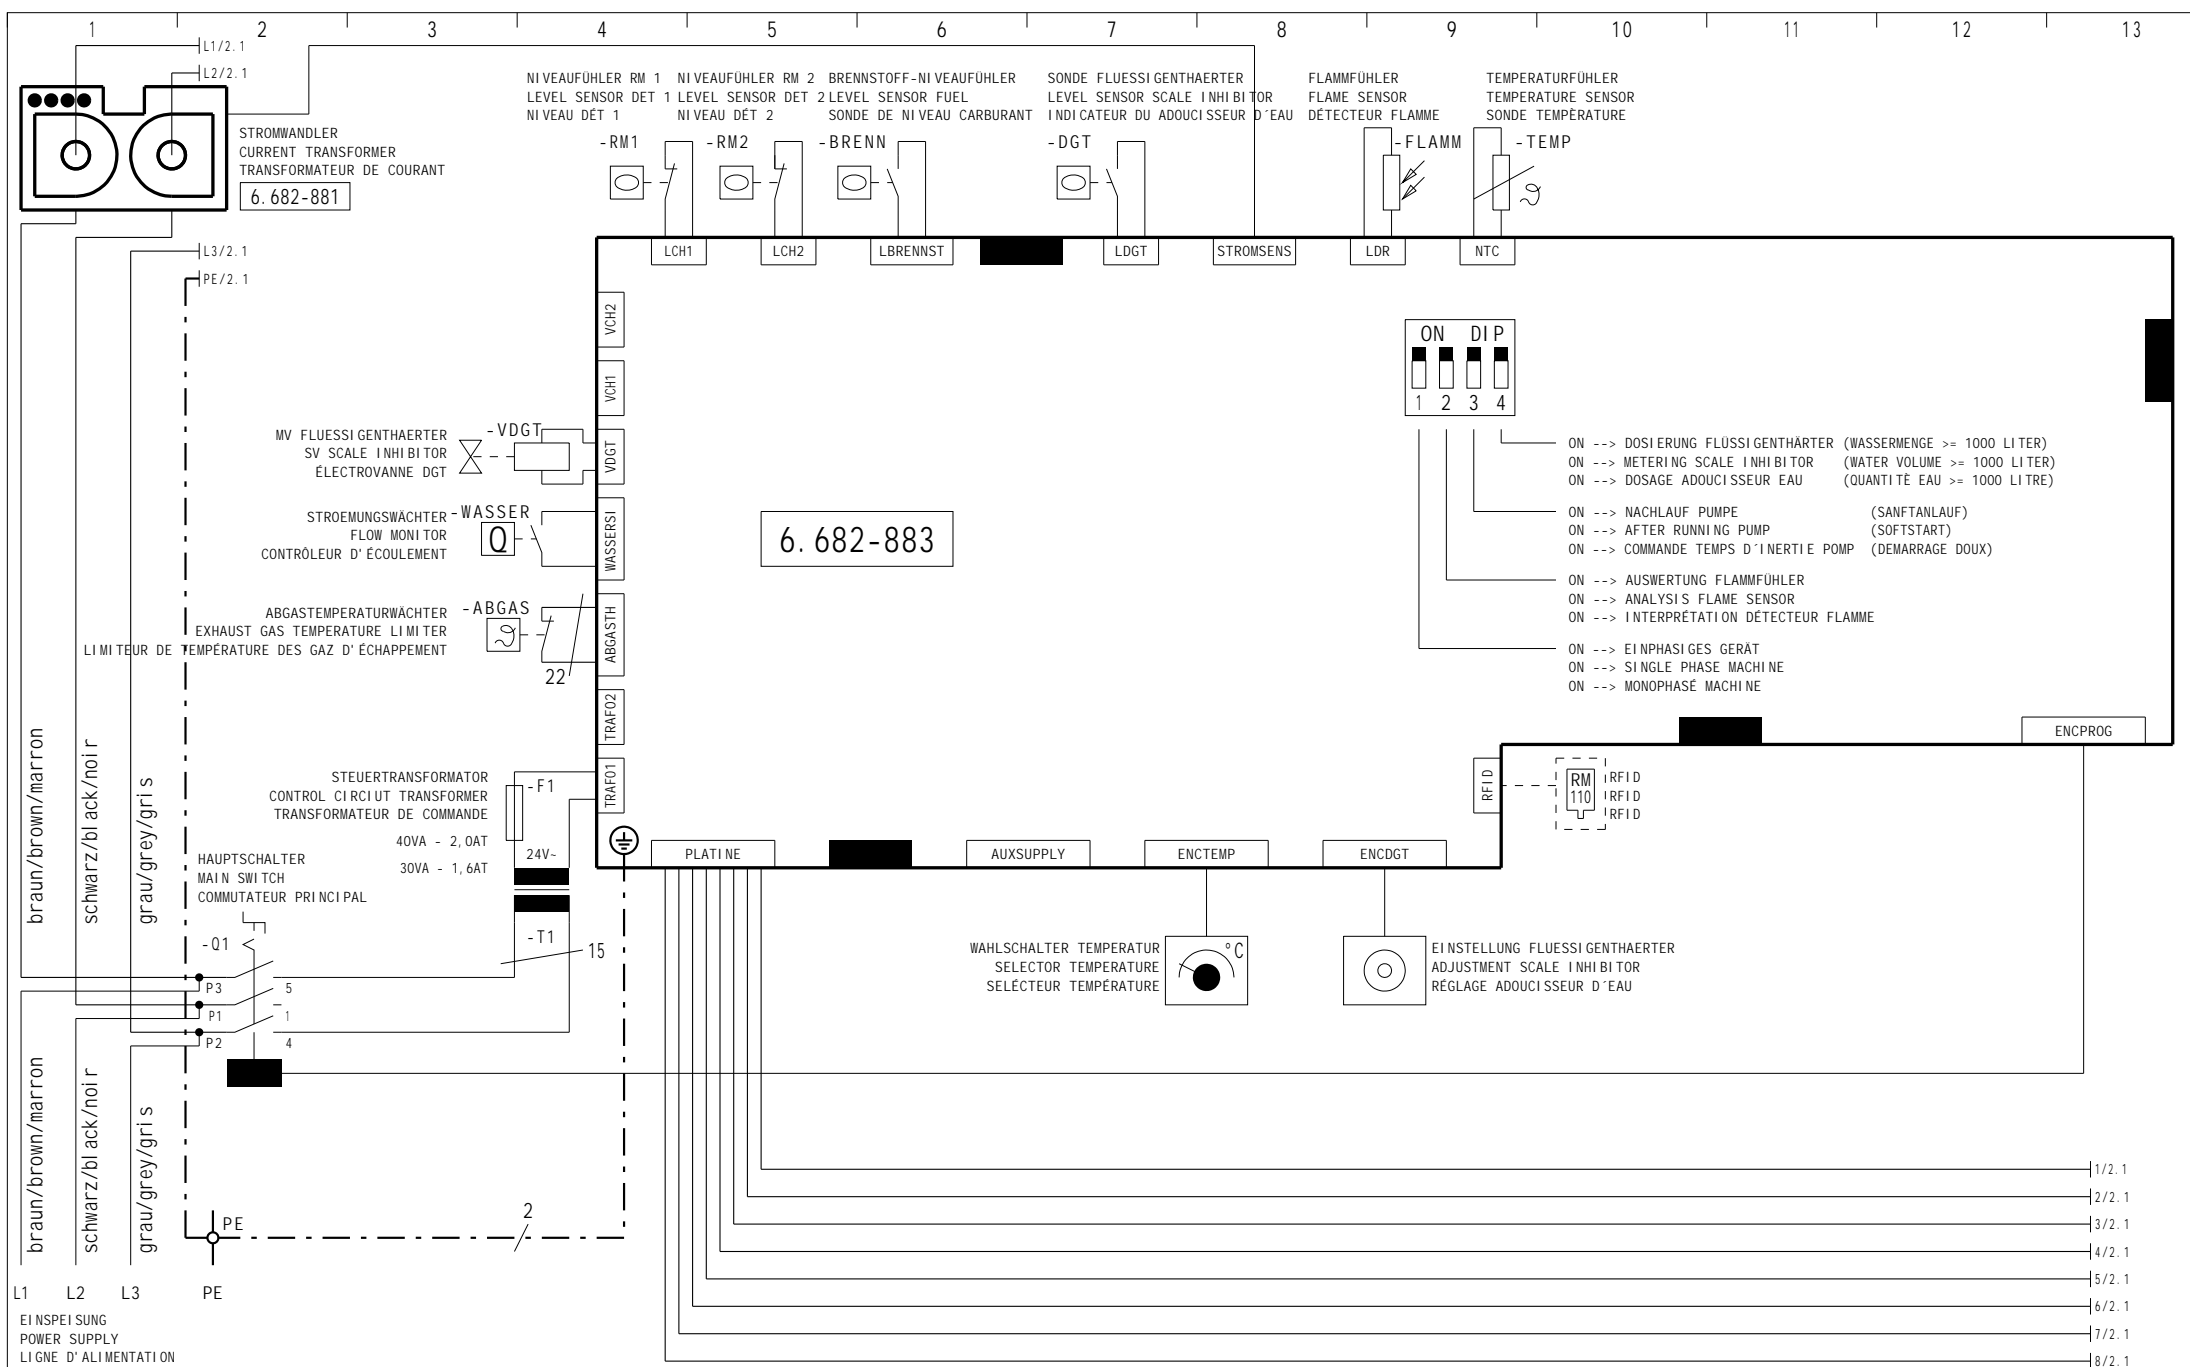 1 2 3 4 5 6 7 8 9 10 11 12 13
L1/2.1
L2/2.1
STROMWANDLER
CURRENT TRANSFORMER
TRANSFORMATEUR DE COURANT
6.682-881
L3/2.1
PE/2.1
NIVEAUFÜHLER RM 1
LEVEL SENSOR DET 1
NIVEAU DÉT 1
-RM1
NIVEAUFÜHLER RM 2
LEVEL SENSOR DET 2
NIVEAU DÉT 2
-RM2
BRENNSTOFF-NIVEAUFÜHLER
LEVEL SENSOR FUEL
SONDE DE NIVEAU CARBURANT
-BRENN
SONDE FLUESSIGENTHAERTER
LEVEL SENSOR SCALE INHIBITOR
INDICATEUR DU ADOUCISSEUR D´EAU
-DGT
FLAMMFÜHLER
FLAME SENSOR
DÉTECTEUR FLAMME
-FLAMM
TEMPERATURFÜHLER
TEMPERATURE SENSOR
SONDE TEMPÈRATURE
-TEMP
LCH1
LCH2
LBRENNST
LDGT
STROMSENS
LDR
NTC
VCH2
VCH1
VDGT
WASSERSI
ABGASTH
TRAFO2
TRAFO1
MV FLUESSIGENTHAERTER
SV SCALE INHIBITOR
ÉLECTROVANNE DGT
-VDGT
STROEMUNGSWÄCHTER
FLOW MONITOR
CONTRÔLEUR D'ÉCOULEMENT
-WASSER
Q
ABGASTEMPERATURWÄCHTER
EXHAUST GAS TEMPERATURE LIMITER
LIMITEUR DE TEMPÉRATURE DES GAZ D'ÉCHAPPEMENT
-ABGAS
22
6.682-883
ON DIP
1 2 3 4
ON --> DOSIERUNG FLÜSSIGENTHÄRTER (WASSERMENGE >= 1000 LITER)
ON --> METERING SCALE INHIBITOR (WATER VOLUME >= 1000 LITER)
ON --> DOSAGE ADOUCISSEUR EAU (QUANTITÈ EAU >= 1000 LITRE)
ON --> NACHLAUF PUMPE (SANFTANLAUF)
ON --> AFTER RUNNING PUMP (SOFTSTART)
ON --> COMMANDE TEMPS D´INERTIE POMP (DEMARRAGE DOUX)
ON --> AUSWERTUNG FLAMMFÜHLER
ON --> ANALYSIS FLAME SENSOR
ON --> INTERPRÉTATION DÉTECTEUR FLAMME
ON --> EINPHASIGES GERÄT
ON --> SINGLE PHASE MACHINE
ON --> MONOPHASÉ MACHINE
ENCPROG
RFID
RM
110
RFID
RFID
RFID
STEUERTRANSFORMATOR
CONTROL CIRCIUT TRANSFORMER
TRANSFORMATEUR DE COMMANDE
40VA - 2,0AT
30VA - 1,6AT
-F1
24V~
-T1
15
PLATINE
AUXSUPPLY
ENCTEMP
ENCDGT
HAUPTSCHALTER
MAIN SWITCH
COMMUTATEUR PRINCIPAL
-Q1
P3 5
P1 1
P2 4
braun/brown/marron
schwarz/black/noir
grau/grey/gris
WAHLSCHALTER TEMPERATUR
SELECTOR TEMPERATURE
SELÉCTEUR TEMPÉRATURE
°C
EINSTELLUNG FLUESSIGENTHAERTER
ADJUSTMENT SCALE INHIBITOR
RÉGLAGE ADOUCISSEUR D´EAU
braun/brown/marron
schwarz/black/noir
grau/grey/gris
PE
2
1/2.1
2/2.1
3/2.1
4/2.1
5/2.1
6/2.1
7/2.1
8/2.1
L1 L2 L3 PE
EINSPEISUNG
POWER SUPPLY
LIGNE D'ALIMENTATION